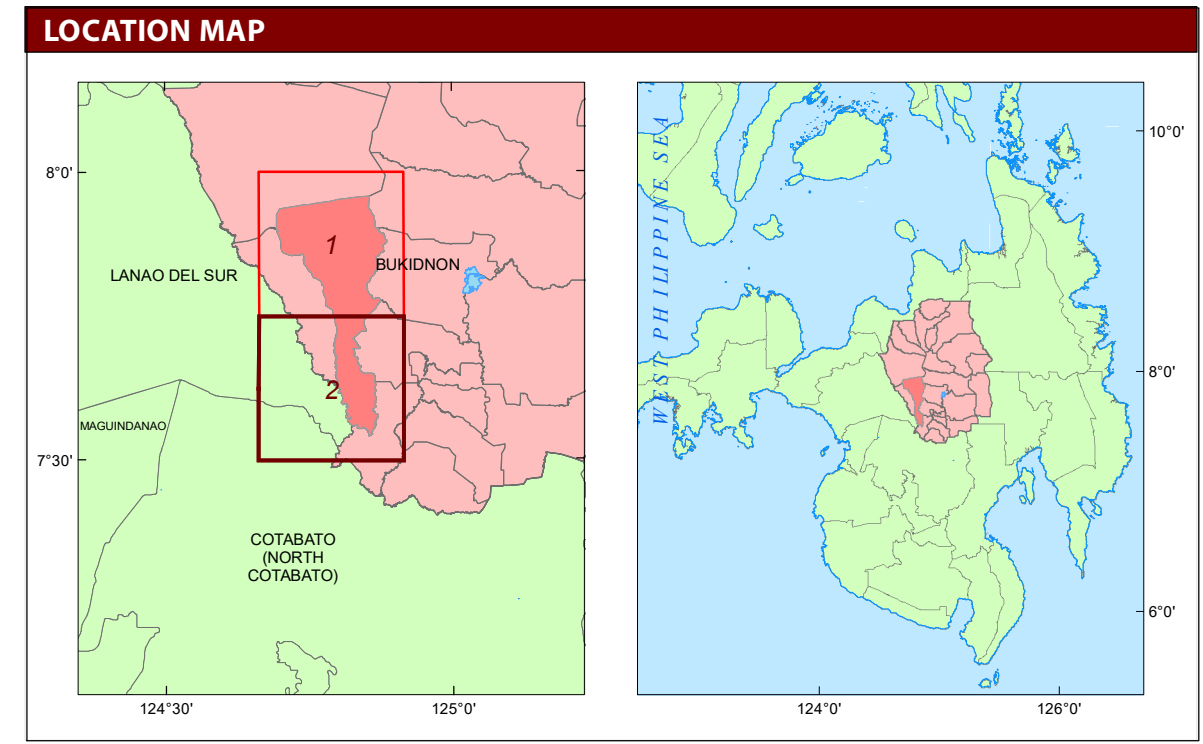 LOCATION MAP
8°0'
7°30'
124°30'
125°0'
1
2
LANAO DEL SUR
BUKIDNON
MAGUINDANAO
COTABATO
(NORTH
COTABATO)
WEST PHILIPPINE SEA
10°0'
8°0'
6°0'
124°0'
126°0'